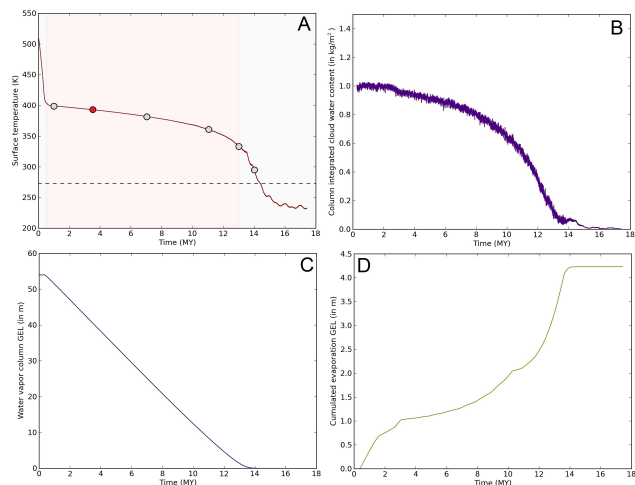 A
550
500
450
400
350
300
250
200
Surface temperature (K)
0 2 4 6 8 10 12 14 16 18
Time (MY)
B
1.4
1.2
1.0
0.8
0.6
0.4
0.2
0.0
Column integrated cloud water content (in kg/m²)
0 2 4 6 8 10 12 14 16 18
Time (MY)
C
60
50
40
30
20
10
0
Water vapor column GEL (in m)
0 2 4 6 8 10 12 14 16 18
Time (MY)
D
4.5
4.0
3.5
3.0
2.5
2.0
1.5
1.0
0.5
0.0
Cumulated evaporation GEL (in m)
0 2 4 6 8 10 12 14 16 18
Time (MY)